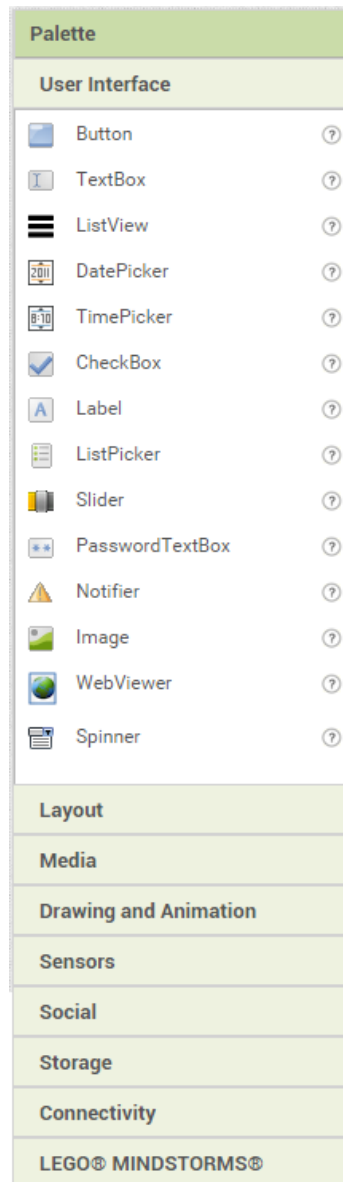 Palette
User Interface
Button
TextBox
ListView
DatePicker
TimePicker
CheckBox
Label
ListPicker
Slider
PasswordTextBox
Notifier
Image
WebViewer
Spinner
Layout
Media
Drawing and Animation
Sensors
Social
Storage
Connectivity
LEGO® MINDSTORMS®